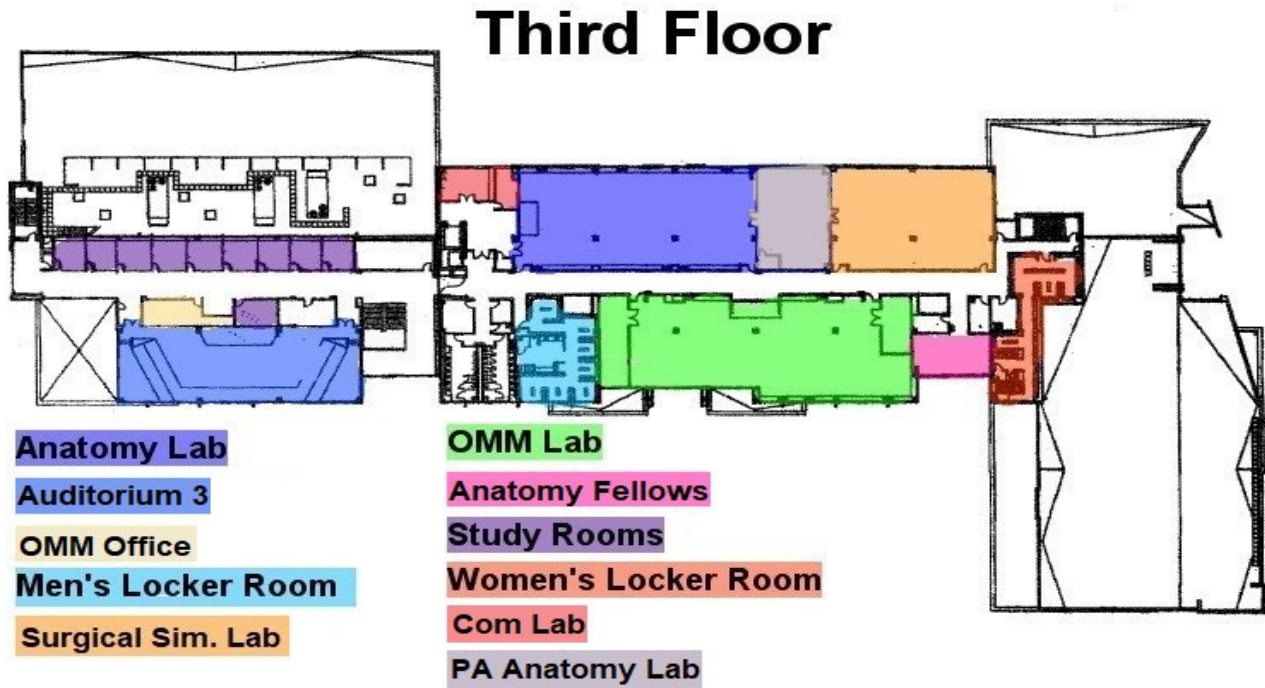 Third Floor
Anatomy Lab
Auditorium 3
OMM Office
Men's Locker Room
Surgical Sim. Lab
OMM Lab
Anatomy Fellows
Study Rooms
Women's Locker Room
Com Lab
PA Anatomy Lab